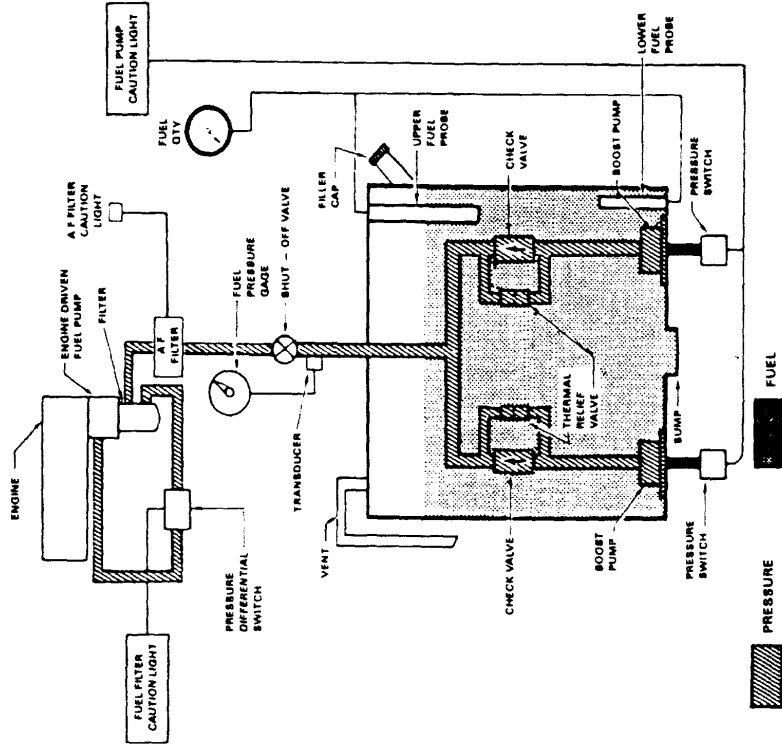 FUEL PUMP
CAUTION LIGHT
FUEL
QTY
LOWER
FUEL
PROBE
UPPER
FUEL PROBE
FILLER
CAP
A F FILTER
CAUTION
LIGHT
CHECK
VALVE
BOOST PUMP
PRESSURE
SWITCH
FUEL
PRESSURE
GAGE
SHUT - OFF VALVE
ENGINE DRIVEN
FUEL PUMP
FILTER
A F
FILTER
ENGINE
TRANSDUCER
THERMAL
RELIEF
VALVE
BUMP
VENT
CHECK VALVE
BOOST
PUMP
PRESSURE
SWITCH
PRESSURE
DIFFERENTIAL
SWITCH
FUEL FILTER
CAUTION LIGHT
PRESSURE
FUEL